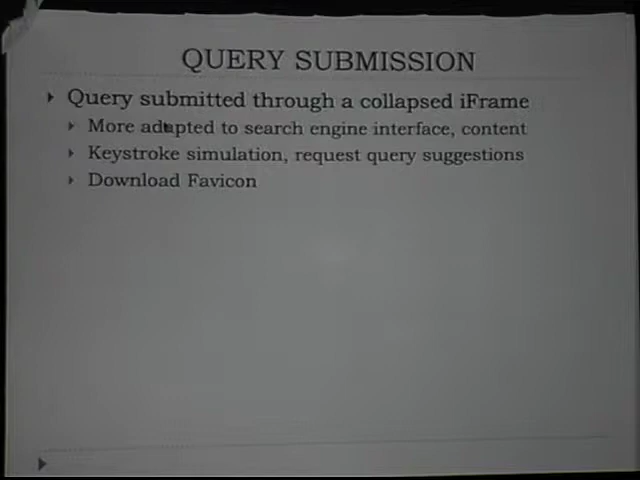 QUERY SUBMISSION
Query submitted through a collapsed iFrame
More adapted to search engine interface, content
Keystroke simulation, request query suggestions
Download Favicon